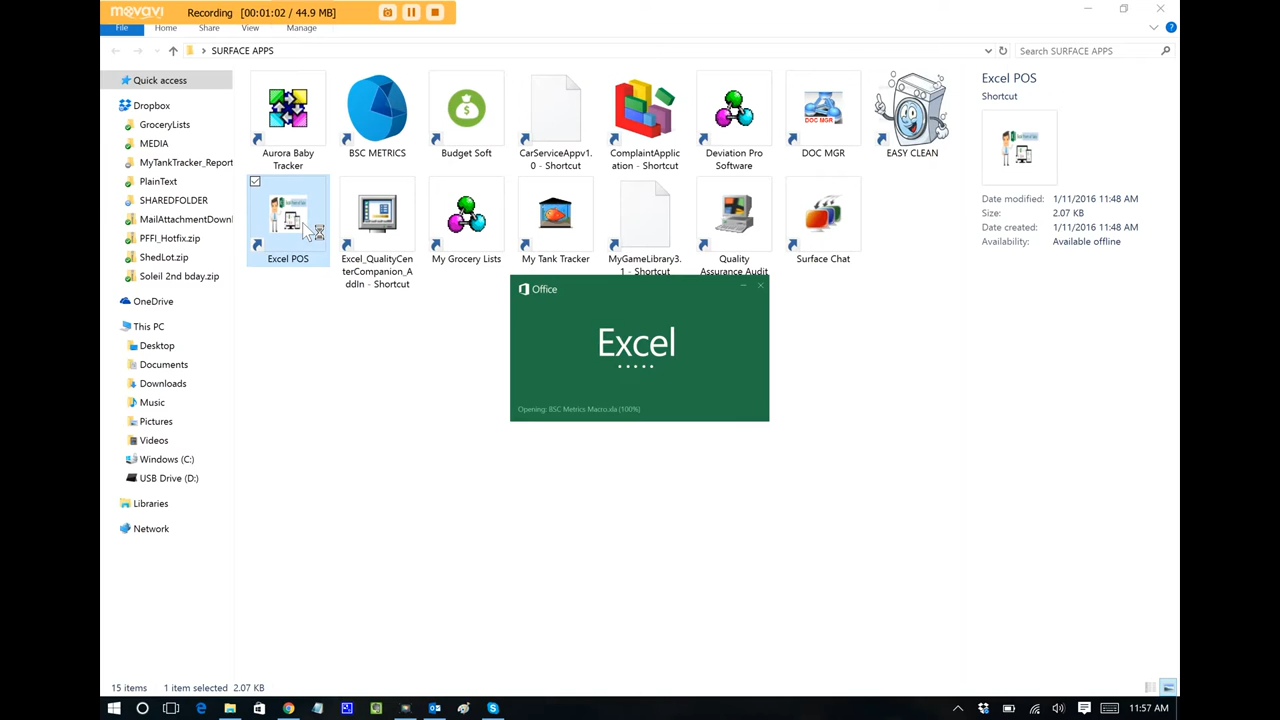 movavi
Recording [00:01:02 / 44.9 MB]
File Home Share View Manage
SURFACE APPS
Search SURFACE APPS
Quick access
Dropbox
GroceryLists
MEDIA
MyTankTracker_Report
PlainText
SHAREDFOLDER
MailAttachmentDownl
PFFI_Hotfix.zip
ShedLot.zip
Soleil 2nd bday.zip
OneDrive
This PC
Desktop
Documents
Downloads
Music
Pictures
Videos
Windows (C:)
USB Drive (D:)
Libraries
Network
Aurora Baby
Tracker
BSC METRICS
Budget Soft
CarServiceAppv1.
0 - Shortcut
ComplaintApplic
ation - Shortcut
Deviation Pro
Software
DOC MGR
DOC MGR
EASY CLEAN
Excel POS
Excel_QualityCen
terCompanion_A
ddIn - Shortcut
My Grocery Lists
My Tank Tracker
MyGameLibrary3.
1 - Shortcut
Quality
Assurance Audit
Surface Chat
Office
Excel
Opening: BSC Metrics Macro.xla (100%)
Excel POS
Shortcut
Date modified: 1/11/2016 11:48 AM
Size: 2.07 KB
Date created: 1/11/2016 11:48 AM
Availability: Available offline
15 items 1 item selected 2.07 KB
11:57 AM